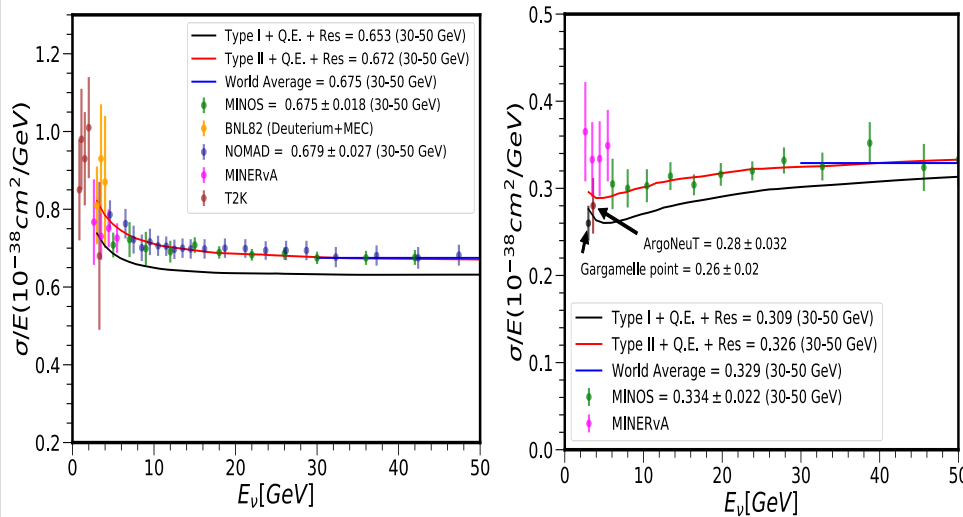 1.2
1.0
0.8
0.6
0.4
0.2
σ/E(10⁻³⁸cm²/GeV)
Type I + Q.E. + Res = 0.653 (30-50 GeV)
Type II + Q.E. + Res = 0.672 (30-50 GeV)
World Average = 0.675 (30-50 GeV)
MINOS = 0.675 ± 0.018 (30-50 GeV)
BNL82 (Deuterium+MEC)
NOMAD = 0.679 ± 0.027 (30-50 GeV)
MINERvA
T2K
0 10 20 30 40 50
E_ν[GeV]
0.5
0.4
0.3
0.2
0.1
0.0
σ/E(10⁻³⁸cm²/GeV)
ArgoNeuT = 0.28 ± 0.032
Gargamelle point = 0.26 ± 0.02
Type I + Q.E. + Res = 0.309 (30-50 GeV)
Type II + Q.E. + Res = 0.326 (30-50 GeV)
World Average = 0.329 (30-50 GeV)
MINOS = 0.334 ± 0.022 (30-50 GeV)
MINERvA
0 10 20 30 40 50
E_ν[GeV]